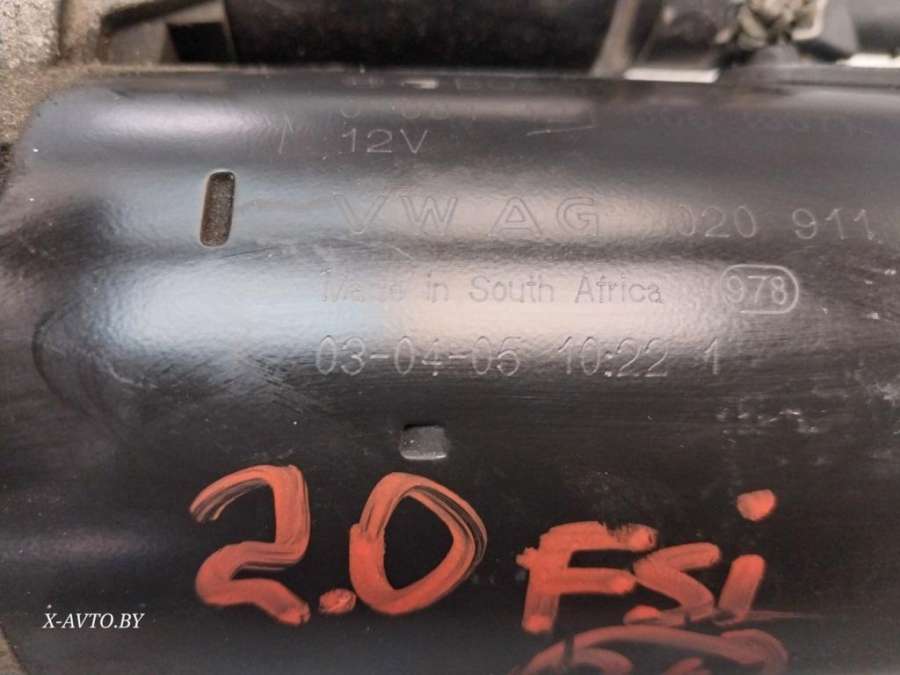 12V
VW AG 020 911
Made in South Africa 978
03-04-05 10:22 1
2.0 FSi
X-AVTO.BY